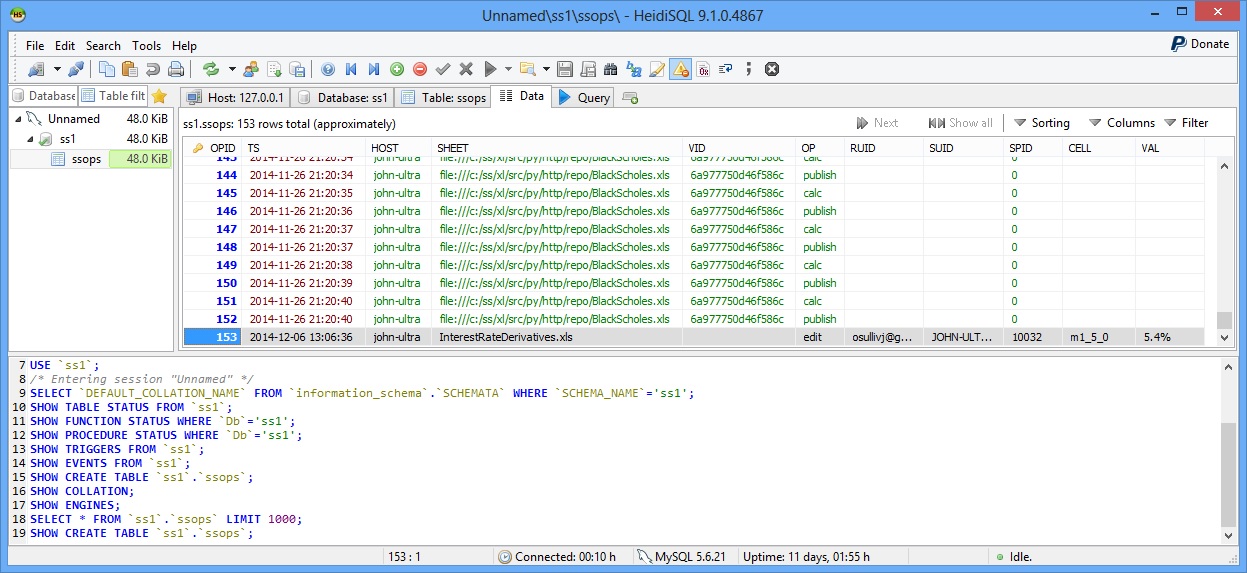 Unnamed\ss1\ssops\ - HeidiSQL 9.1.0.4867
File Edit Search Tools Help
Donate
Database Table filt
Host: 127.0.0.1 Database: ss1 Table: ssops Data Query
Unnamed 48.0 KiB
ss1 48.0 KiB
ssops 48.0 KiB
ss1.ssops: 153 rows total (approximately)
Next Show all Sorting Columns Filter
OPID TS HOST SHEET VID OP RUID SUID SPID CELL VAL
143 2014-11-26 21:20:34 john-ultra file:///c:/ss/xl/src/py/http/repo/BlackScholes.xls 6a977750d46f586c calc 0
144 2014-11-26 21:20:34 john-ultra file:///c:/ss/xl/src/py/http/repo/BlackScholes.xls 6a977750d46f586c publish 0
145 2014-11-26 21:20:35 john-ultra file:///c:/ss/xl/src/py/http/repo/BlackScholes.xls 6a977750d46f586c calc 0
146 2014-11-26 21:20:36 john-ultra file:///c:/ss/xl/src/py/http/repo/BlackScholes.xls 6a977750d46f586c publish 0
147 2014-11-26 21:20:37 john-ultra file:///c:/ss/xl/src/py/http/repo/BlackScholes.xls 6a977750d46f586c calc 0
148 2014-11-26 21:20:37 john-ultra file:///c:/ss/xl/src/py/http/repo/BlackScholes.xls 6a977750d46f586c publish 0
149 2014-11-26 21:20:38 john-ultra file:///c:/ss/xl/src/py/http/repo/BlackScholes.xls 6a977750d46f586c calc 0
150 2014-11-26 21:20:39 john-ultra file:///c:/ss/xl/src/py/http/repo/BlackScholes.xls 6a977750d46f586c publish 0
151 2014-11-26 21:20:40 john-ultra file:///c:/ss/xl/src/py/http/repo/BlackScholes.xls 6a977750d46f586c calc 0
152 2014-11-26 21:20:40 john-ultra file:///c:/ss/xl/src/py/http/repo/BlackScholes.xls 6a977750d46f586c publish 0
153 2014-12-06 13:06:36 john-ultra InterestRateDerivatives.xls edit osullivj@g... JOHN-ULT... 10032 m1_5_0 5.4%
7 USE `ss1`;
8 /* Entering session "Unnamed" */
9 SELECT `DEFAULT_COLLATION_NAME` FROM `information_schema`.`SCHEMATA` WHERE `SCHEMA_NAME`='ss1';
10 SHOW TABLE STATUS FROM `ss1`;
11 SHOW FUNCTION STATUS WHERE `Db`='ss1';
12 SHOW PROCEDURE STATUS WHERE `Db`='ss1';
13 SHOW TRIGGERS FROM `ss1`;
14 SHOW EVENTS FROM `ss1`;
15 SHOW CREATE TABLE `ss1`.`ssops`;
16 SHOW COLLATION;
17 SHOW ENGINES;
18 SELECT * FROM `ss1`.`ssops` LIMIT 1000;
19 SHOW CREATE TABLE `ss1`.`ssops`;
153 : 1 Connected: 00:10 h MySQL 5.6.21 Uptime: 11 days, 01:55 h Idle.